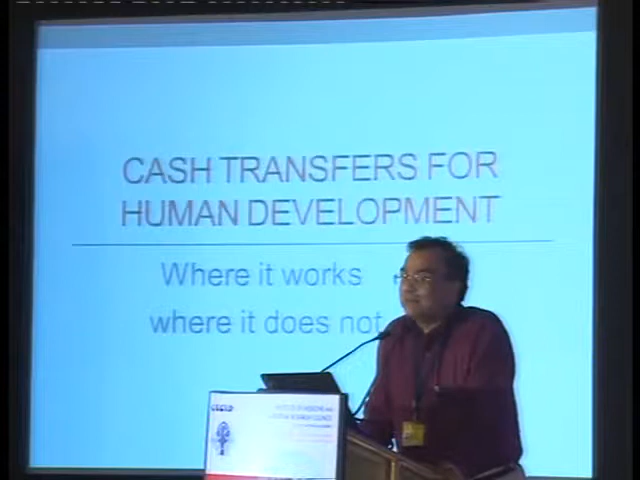 CASH TRANSFERS FOR
HUMAN DEVELOPMENT
Where it works
where it does not